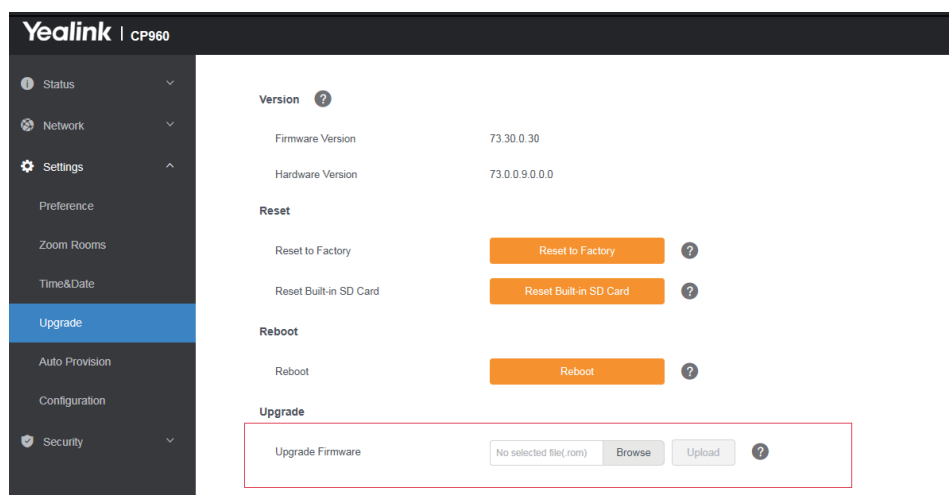 Yealink | CP960
Status
Network
Settings
Preference
Zoom Rooms
Time&Date
Upgrade
Auto Provision
Configuration
Security
Version ?
Firmware Version 73.30.0.30
Hardware Version 73.0.0.9.0.0.0
Reset
Reset to Factory Reset to Factory ?
Reset Built-in SD Card Reset Built-in SD Card ?
Reboot
Reboot Reboot ?
Upgrade
Upgrade Firmware No selected file(.rom) Browse Upload ?